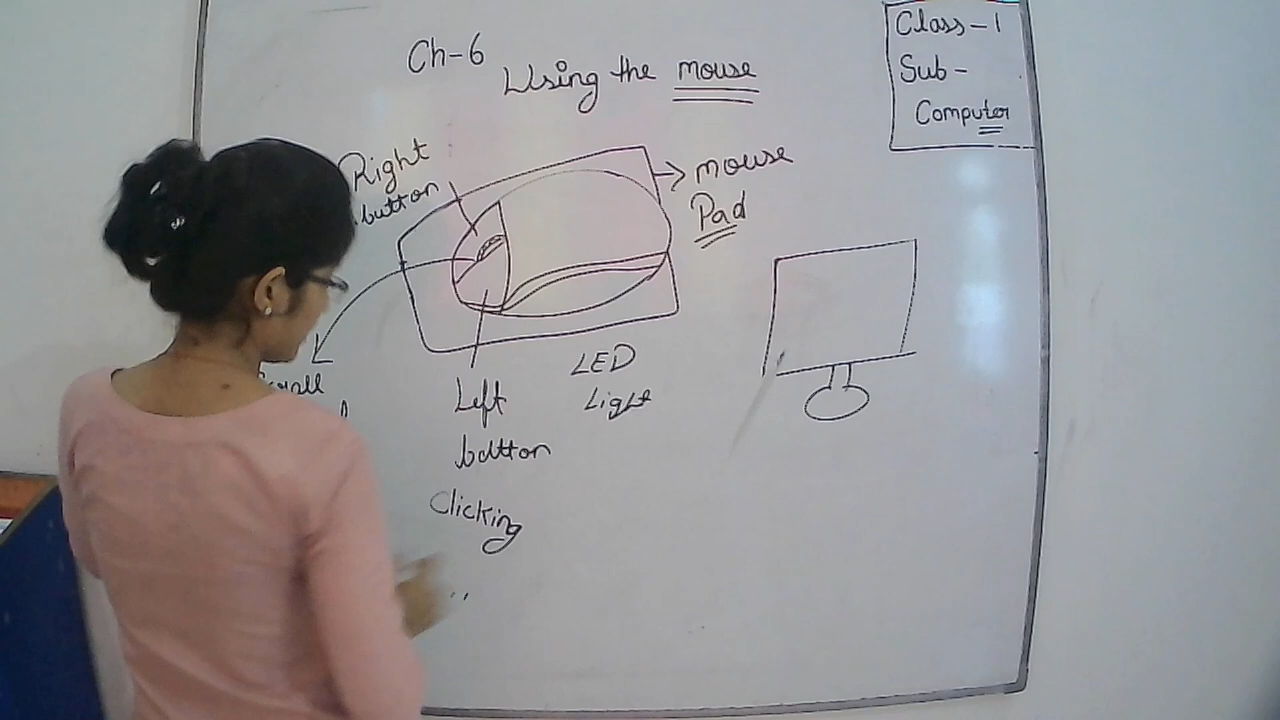 Ch-6
Using the mouse
Class-1
Sub-
Computer
Right
button
mouse
Pad
LED
Light
Left
button
Clicking